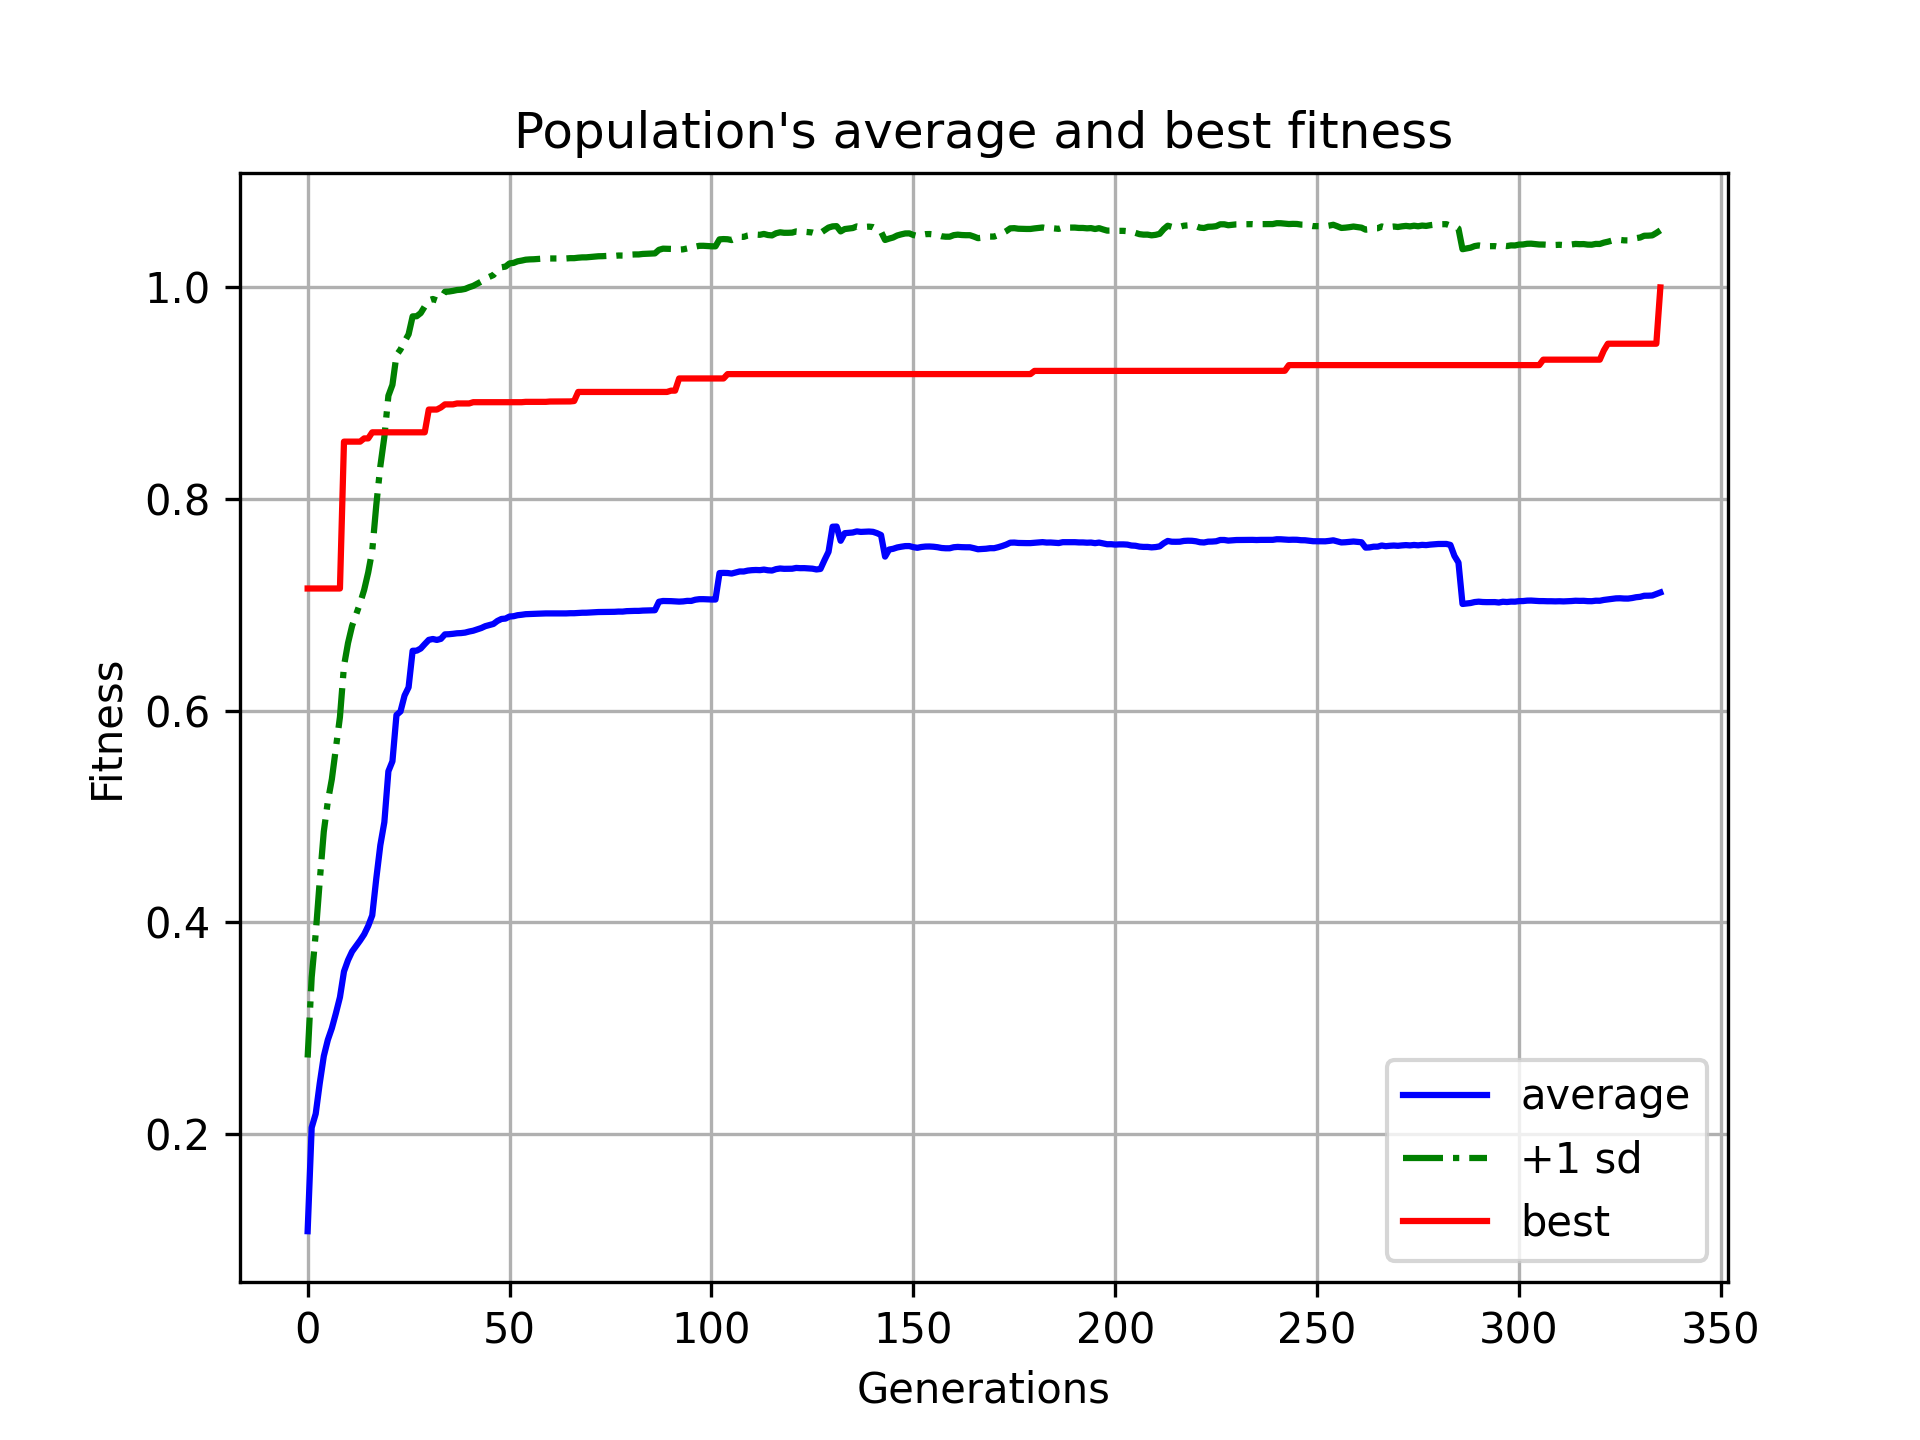 Population's average and best fitness
Fitness
1.0
0.8
0.6
0.4
0.2
0 50 100 150 200 250 300 350
Generations
average
+1 sd
best